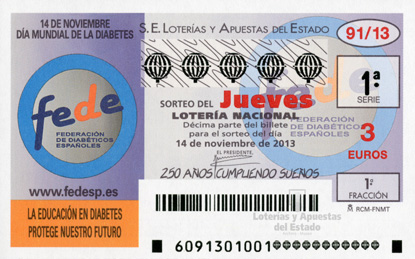 14 DE NOVIEMBRE
DÍA MUNDIAL DE LA DIABETES
fede
FEDERACIÓN
DE DIABÉTICOS
ESPAÑOLES
www.fedesp.es
LA EDUCACIÓN EN DIABETES
PROTEGE NUESTRO FUTURO
S.E. LOTERÍAS Y APUESTAS DEL ESTADO
91/13
fede
FEDERACIÓN
DE DIABÉTICOS
ESPAÑOLES
SORTEO DEL Jueves
LOTERÍA NACIONAL
Décima parte del billete
para el sorteo del día
14 de noviembre de 2013
EL PRESIDENTE,
250 AÑOS CUMPLIENDO SUEÑOS
1ª
SERIE
3
EUROS
1ª
FRACCIÓN
RCM-FNMT
Loterías y Apuestas
del Estado
6091301001